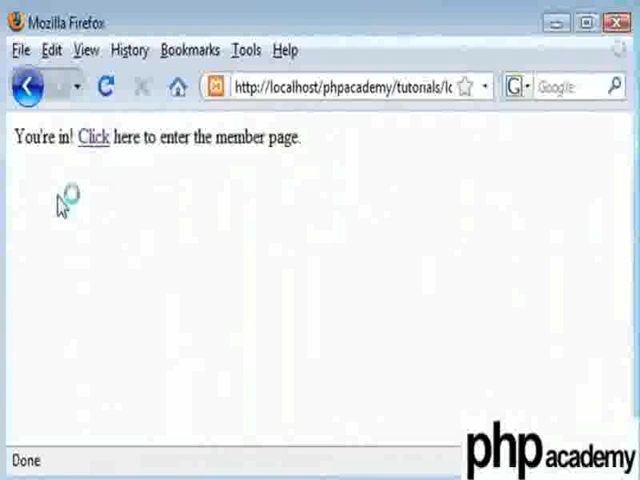 Mozilla Firefox
File Edit View History Bookmarks Tools Help
http://localhost/phpacademy/tutorials/lc G Google
You're in! Click here to enter the member page.
Done
php academy